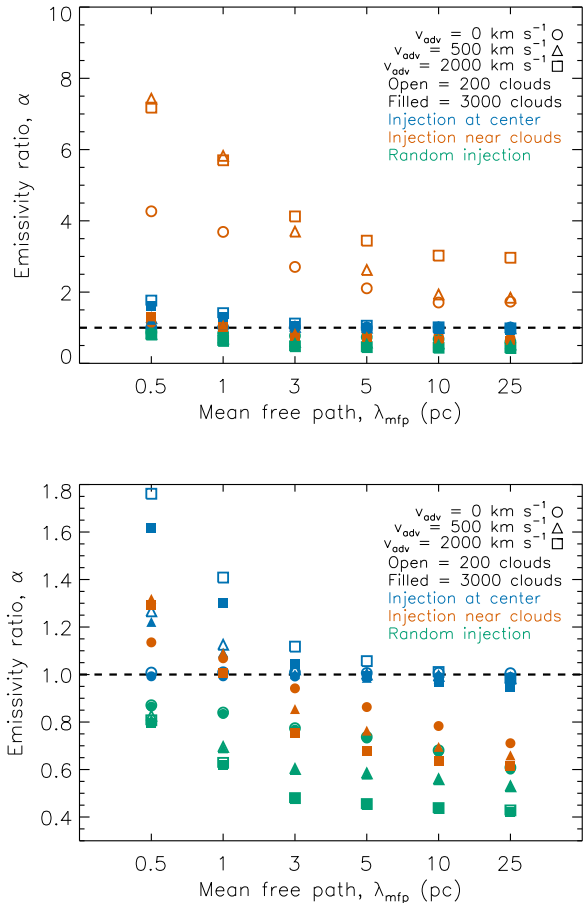 10
8
6
4
2
1
0
Emissivity ratio, α
v_adv = 0 km s⁻¹
v_adv = 500 km s⁻¹
v_adv = 2000 km s⁻¹
Open = 200 clouds
Filled = 3000 clouds
Injection at center
Injection near clouds
Random injection
0.5 1 3 5 10 25
Mean free path, λ_mfp (pc)
1.8
1.6
1.4
1.2
1.0
0.8
0.6
0.4
Emissivity ratio, α
v_adv = 0 km s⁻¹
v_adv = 500 km s⁻¹
v_adv = 2000 km s⁻¹
Open = 200 clouds
Filled = 3000 clouds
Injection at center
Injection near clouds
Random injection
0.5 1 3 5 10 25
Mean free path, λ_mfp (pc)